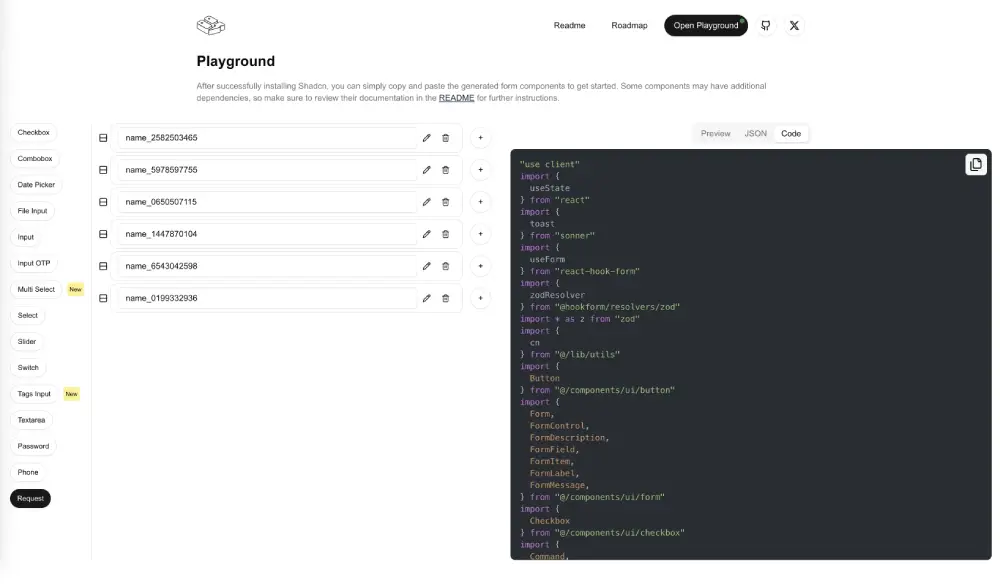 Readme
Roadmap
Open Playground
Playground
After successfully installing Shadcn, you can simply copy and paste the generated form components to get started. Some components may have additional
dependencies, so make sure to review their documentation in the README for further instructions.
Checkbox
Combobox
Date Picker
File Input
Input
Input OTP
Multi Select New
Select
Slider
Switch
Tags Input New
Textarea
Password
Phone
Request
name_2582503465
name_5978597755
name_0650507115
name_1447870104
name_6543042598
name_0199332936
Preview JSON Code
"use client"
import {
  useState
} from "react"
import {
  toast
} from "sonner"
import {
  useForm
} from "react-hook-form"
import {
  zodResolver
} from "@hookform/resolvers/zod"
import * as z from "zod"
import {
  cn
} from "@/lib/utils"
import {
  Button
} from "@/components/ui/button"
import {
  Form,
  FormControl,
  FormDescription,
  FormField,
  FormItem,
  FormLabel,
  FormMessage,
} from "@/components/ui/form"
import {
  Checkbox
} from "@/components/ui/checkbox"
import {
  Command,